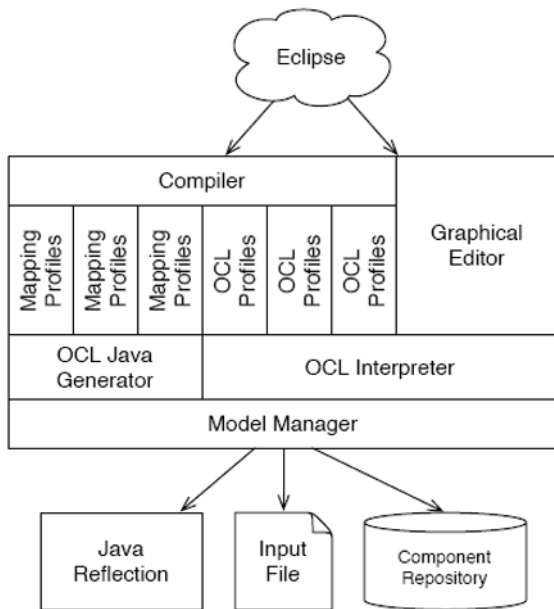 Eclipse
Compiler
Mapping
Profiles
Mapping
Profiles
Mapping
Profiles
OCL
Profiles
OCL
Profiles
OCL
Profiles
Graphical
Editor
OCL Java
Generator
OCL Interpreter
Model Manager
Java
Reflection
Input
File
Component
Repository